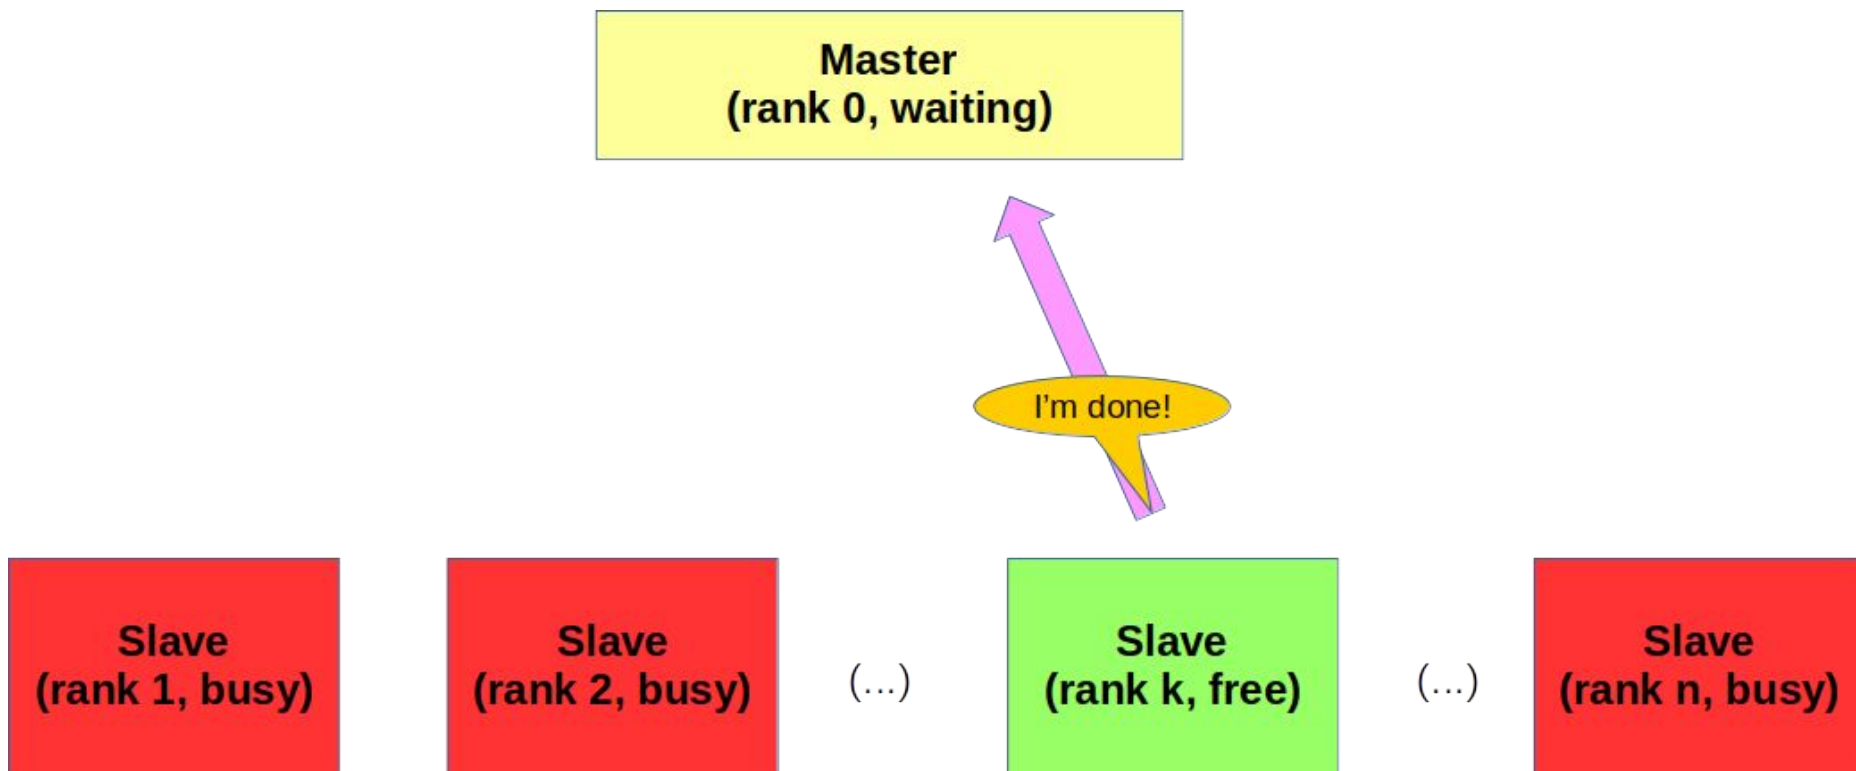 Master
(rank 0, waiting)
I'm done!
Slave
(rank 1, busy)
Slave
(rank 2, busy)
(...)
Slave
(rank k, free)
(...)
Slave
(rank n, busy)